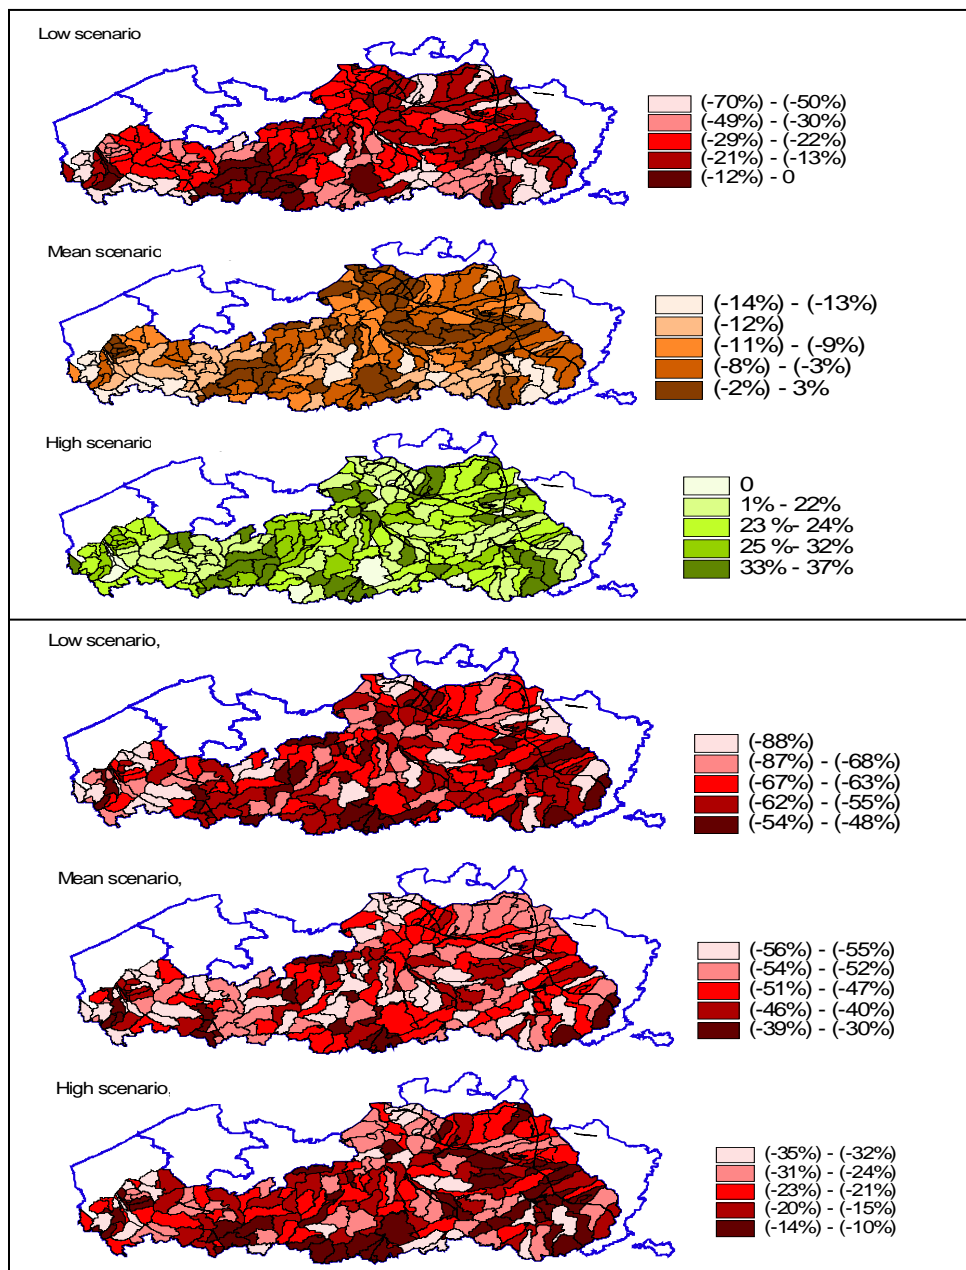 Low scenario
(-70%) - (-50%)
(-49%) - (-30%)
(-29%) - (-22%)
(-21%) - (-13%)
(-12%) - 0
Mean scenario
(-14%) - (-13%)
(-12%)
(-11%) - (-9%)
(-8%) - (-3%)
(-2%) - 3%
High scenario
0
1% - 22%
23 %- 24%
25 %- 32%
33% - 37%
Low scenario,
(-88%)
(-87%) - (-68%)
(-67%) - (-63%)
(-62%) - (-55%)
(-54%) - (-48%)
Mean scenario,
(-56%) - (-55%)
(-54%) - (-52%)
(-51%) - (-47%)
(-46%) - (-40%)
(-39%) - (-30%)
High scenario,
(-35%) - (-32%)
(-31%) - (-24%)
(-23%) - (-21%)
(-20%) - (-15%)
(-14%) - (-10%)